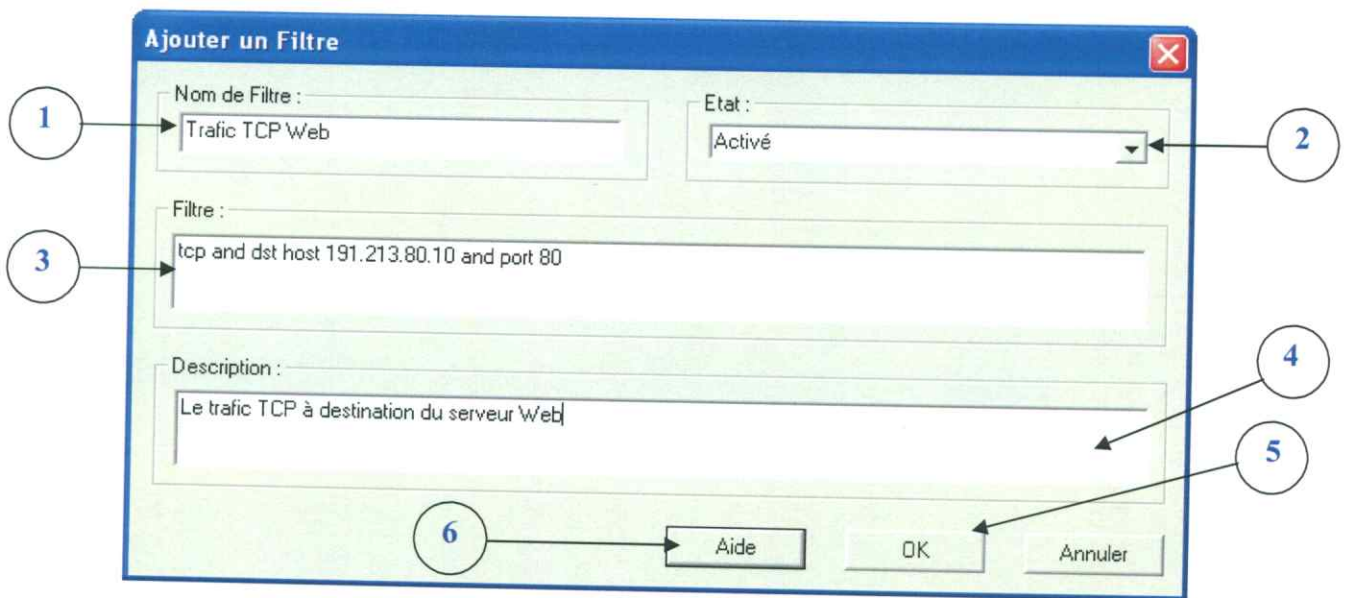 Ajouter un Filtre
1
Nom de Filtre :
Trafic TCP Web
Etat :
Activé
2
Filtre :
3
tcp and dst host 191.213.80.10 and port 80
Description :
Le trafic TCP à destination du serveur Web
4
5
6
Aide
OK
Annuler